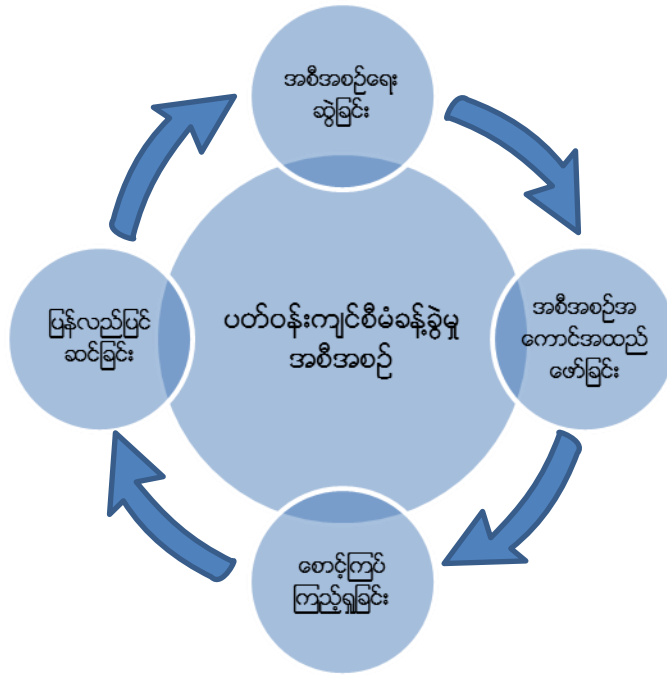 အစီအစဉ်ရေး
ဆွဲခြင်း
အစီအစဉ်အ
ကောင်အထည်
ဖော်ခြင်း
စောင့်ကြပ်
ကြည့်ရှုခြင်း
ပြန်လည်ပြင်
ဆင်ခြင်း
ပတ်ဝန်းကျင်စီမံခန့်ခွဲမှု
အစီအစဉ်